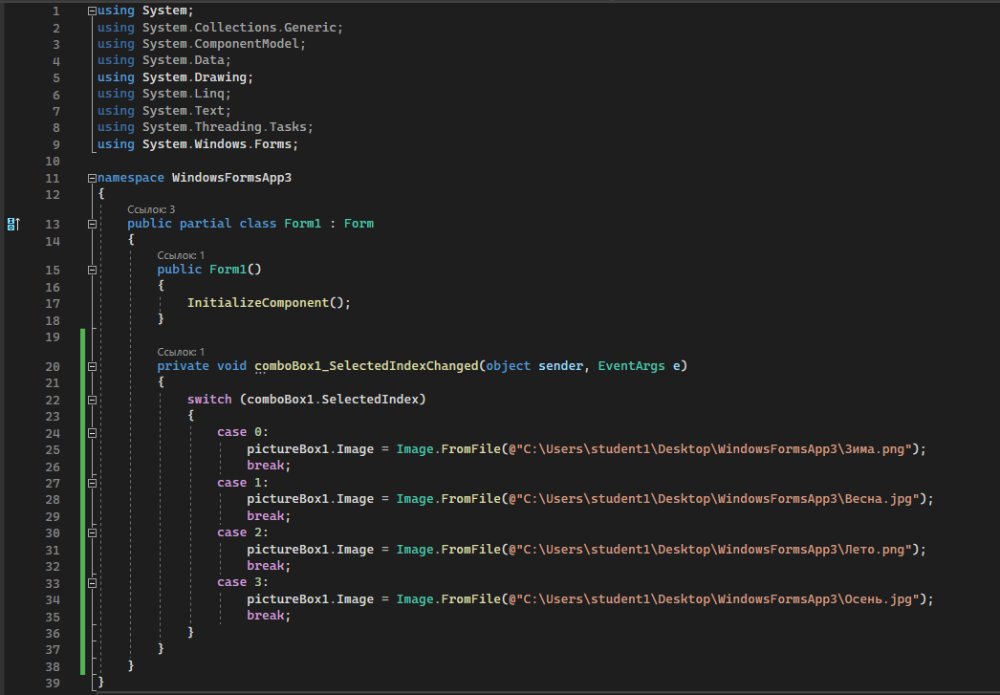 1 using System;
2 using System.Collections.Generic;
3 using System.ComponentModel;
4 using System.Data;
5 using System.Drawing;
6 using System.Linq;
7 using System.Text;
8 using System.Threading.Tasks;
9 using System.Windows.Forms;
10
11 namespace WindowsFormsApp3
12 {
Ссылок: 3
13 public partial class Form1 : Form
14 {
Ссылок: 1
15 public Form1()
16 {
17 InitializeComponent();
18 }
19
Ссылок: 1
20 private void comboBox1_SelectedIndexChanged(object sender, EventArgs e)
21 {
22 switch (comboBox1.SelectedIndex)
23 {
24 case 0:
25 pictureBox1.Image = Image.FromFile(@"C:\Users\student1\Desktop\WindowsFormsApp3\Зима.png");
26 break;
27 case 1:
28 pictureBox1.Image = Image.FromFile(@"C:\Users\student1\Desktop\WindowsFormsApp3\Весна.jpg");
29 break;
30 case 2:
31 pictureBox1.Image = Image.FromFile(@"C:\Users\student1\Desktop\WindowsFormsApp3\Лето.png");
32 break;
33 case 3:
34 pictureBox1.Image = Image.FromFile(@"C:\Users\student1\Desktop\WindowsFormsApp3\Осень.jpg");
35 break;
36 }
37 }
38 }
39 }